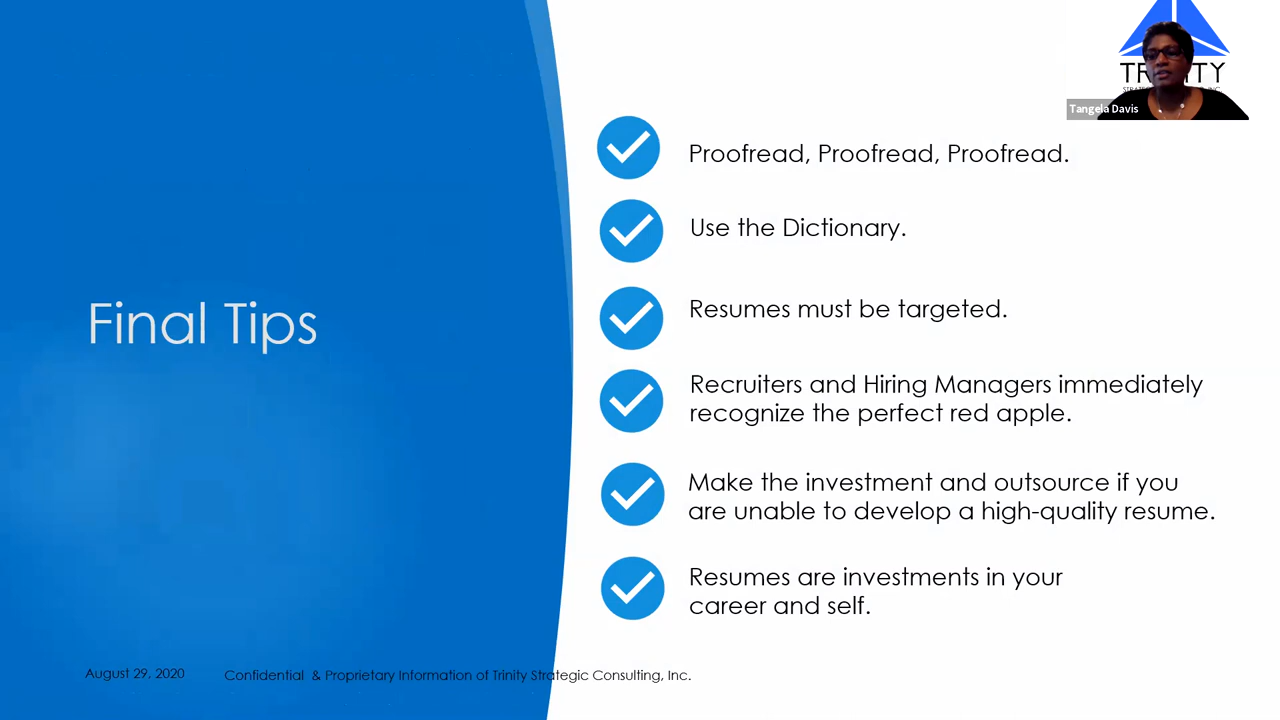 Tangela Davis
Proofread, Proofread, Proofread.
Use the Dictionary.
Resumes must be targeted.
Final Tips
Recruiters and Hiring Managers immediately
recognize the perfect red apple.
Make the investment and outsource if you
are unable to develop a high-quality resume.
Resumes are investments in your
career and self.
August 29, 2020
Confidential & Proprietary Information of Trinity Strategic Consulting, Inc.